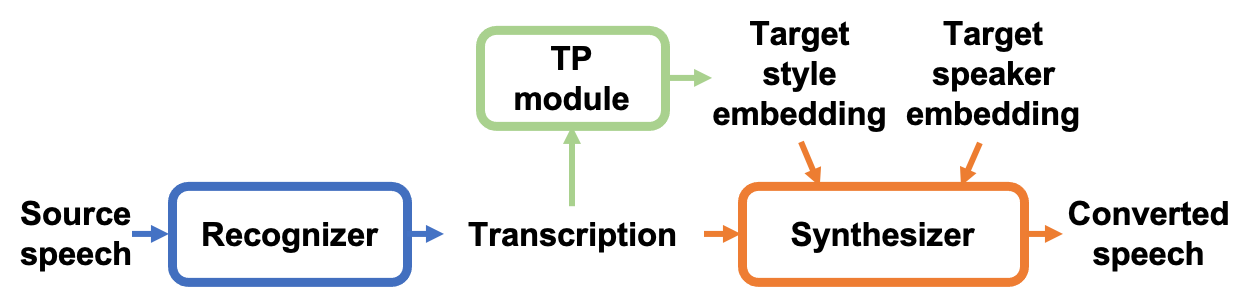 TP
module
Target
style
embedding
Target
speaker
embedding
Source
speech
Recognizer
Transcription
Synthesizer
Converted
speech